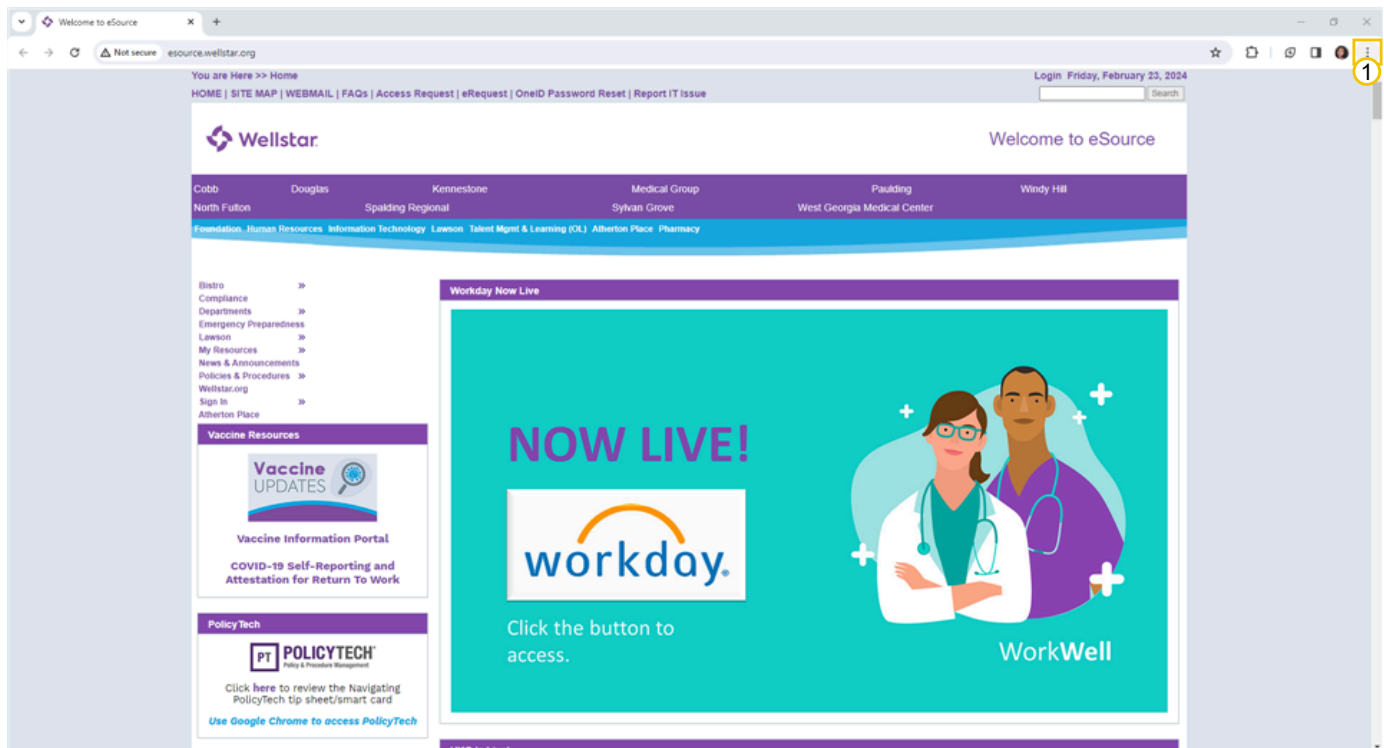 Welcome to eSource
Not secure esource.wellstar.org
1
You are Here >> Home
Login Friday, February 23, 2024
HOME | SITE MAP | WEBMAIL | FAQs | Access Request | eRequest | OneID Password Reset | Report IT Issue
Search
Wellstar
Welcome to eSource
Cobb Douglas Kennestone Medical Group Paulding Windy Hill
North Fulton Spalding Regional Sylvan Grove West Georgia Medical Center
Foundation Human Resources Information Technology Lawson Talent Mgmt & Learning (OL) Atherton Place Pharmacy
Bistro »
Compliance
Departments »
Emergency Preparedness
Lawson »
My Resources »
News & Announcements
Policies & Procedures »
Wellstar.org
Sign In »
Atherton Place
Vaccine Resources
Vaccine
UPDATES
Vaccine Information Portal
COVID-19 Self-Reporting and
Attestation for Return To Work
PolicyTech
PT POLICYTECH
Policy & Procedure Management
Click here to review the Navigating
PolicyTech tip sheet/smart card
Use Google Chrome to access PolicyTech
Workday Now Live
NOW LIVE!
workday.
Click the button to
access.
WorkWell